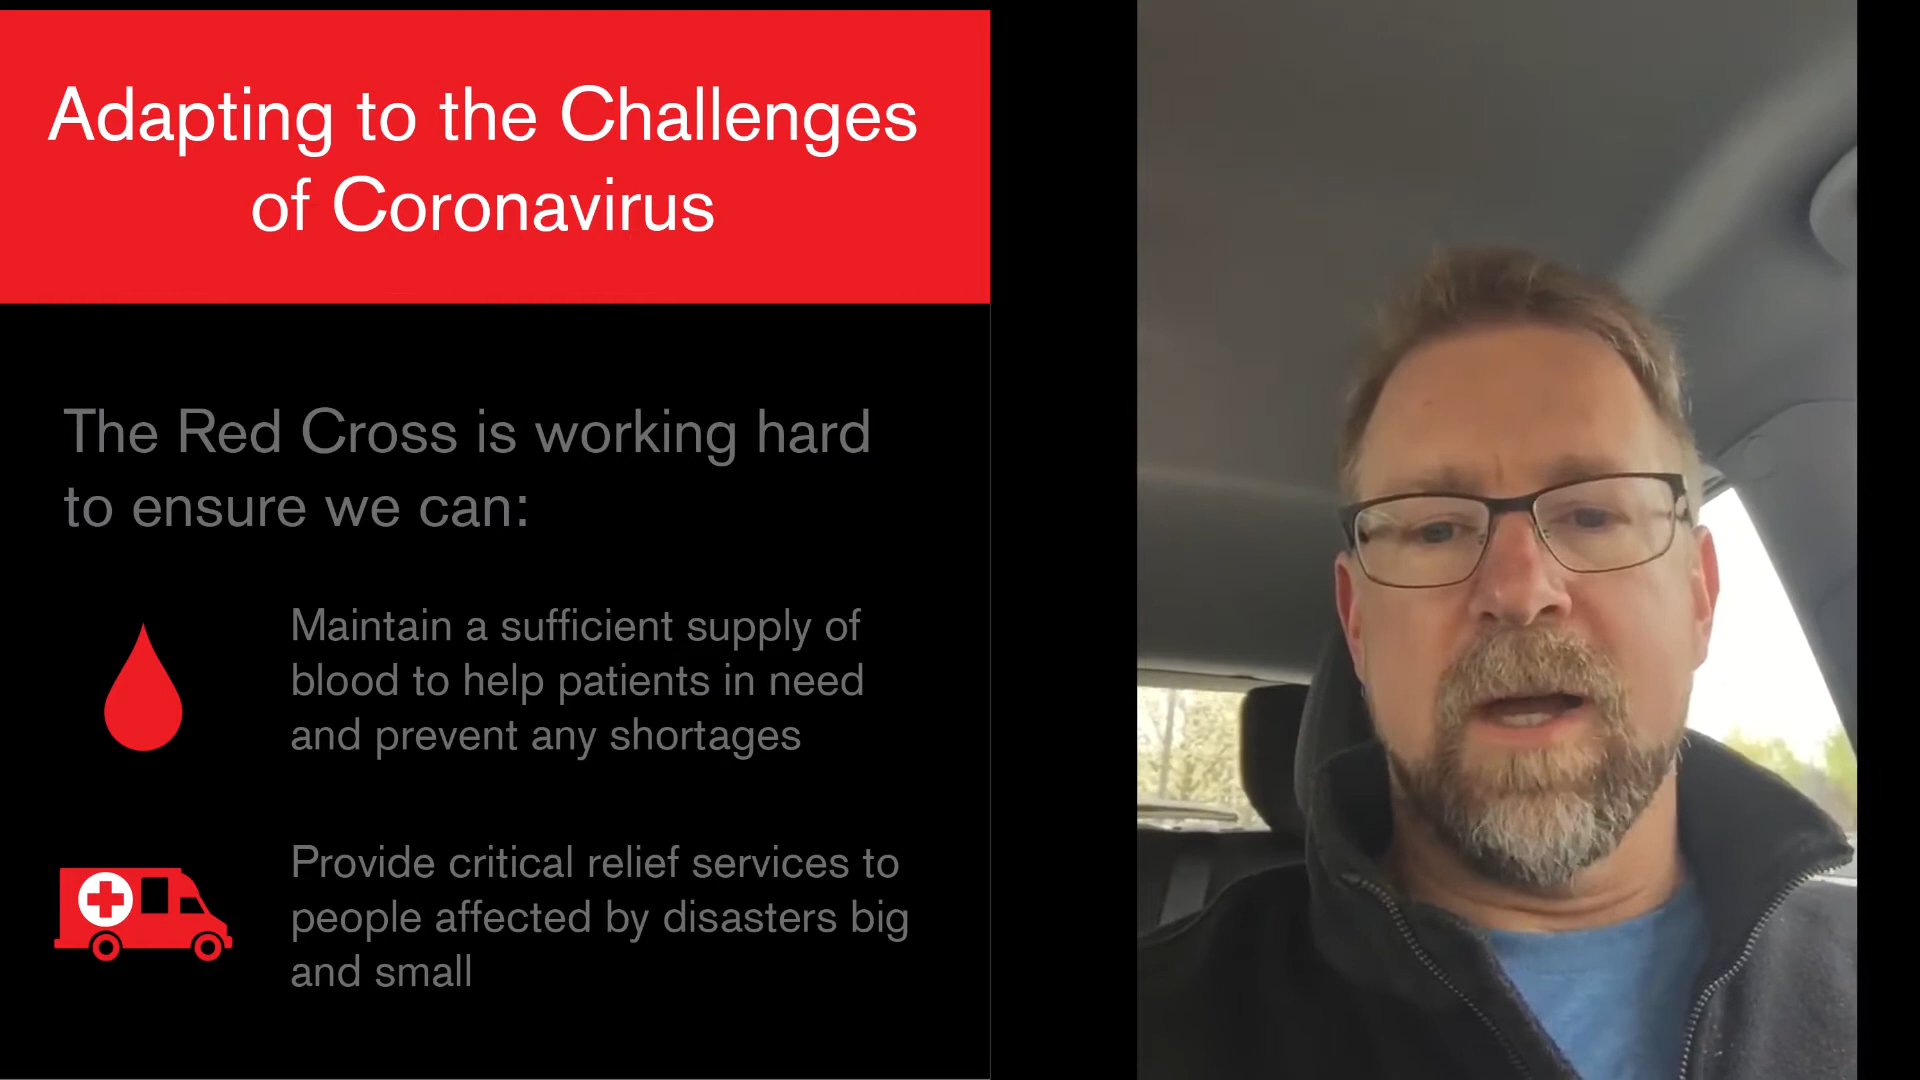 Adapting to the Challenges
of Coronavirus
The Red Cross is working hard
to ensure we can:
Maintain a sufficient supply of
blood to help patients in need
and prevent any shortages
Provide critical relief services to
people affected by disasters big
and small